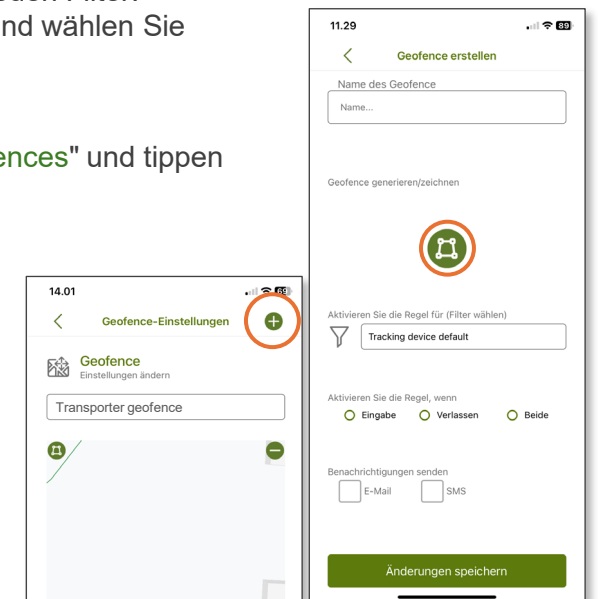 nd wählen Sie
ences" und tippen
14.01
Geofence-Einstellungen
Geofence
Einstellungen ändern
Transporter geofence
11.29
89
Geofence erstellen
Name des Geofence
Name...
Geofence generieren/zeichnen
Aktivieren Sie die Regel für (Filter wählen)
Tracking device default
Aktivieren Sie die Regel, wenn
Eingabe Verlassen Beide
Benachrichtigungen senden
E-Mail SMS
Änderungen speichern